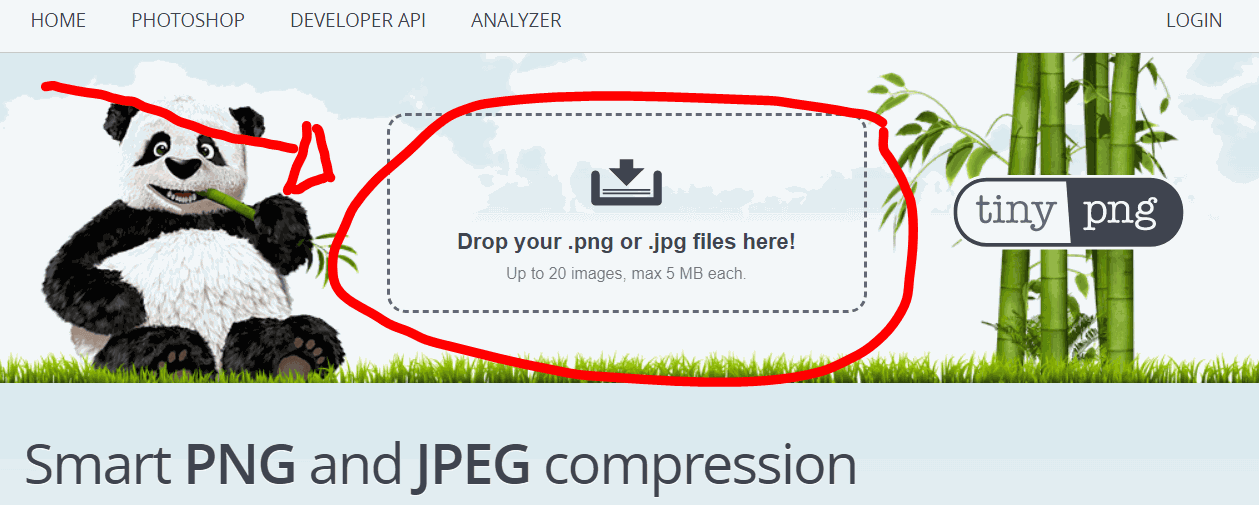 HOME PHOTOSHOP DEVELOPER API ANALYZER LOGIN
Drop your .png or .jpg files here!
Up to 20 images, max 5 MB each.
tiny png
Smart PNG and JPEG compression